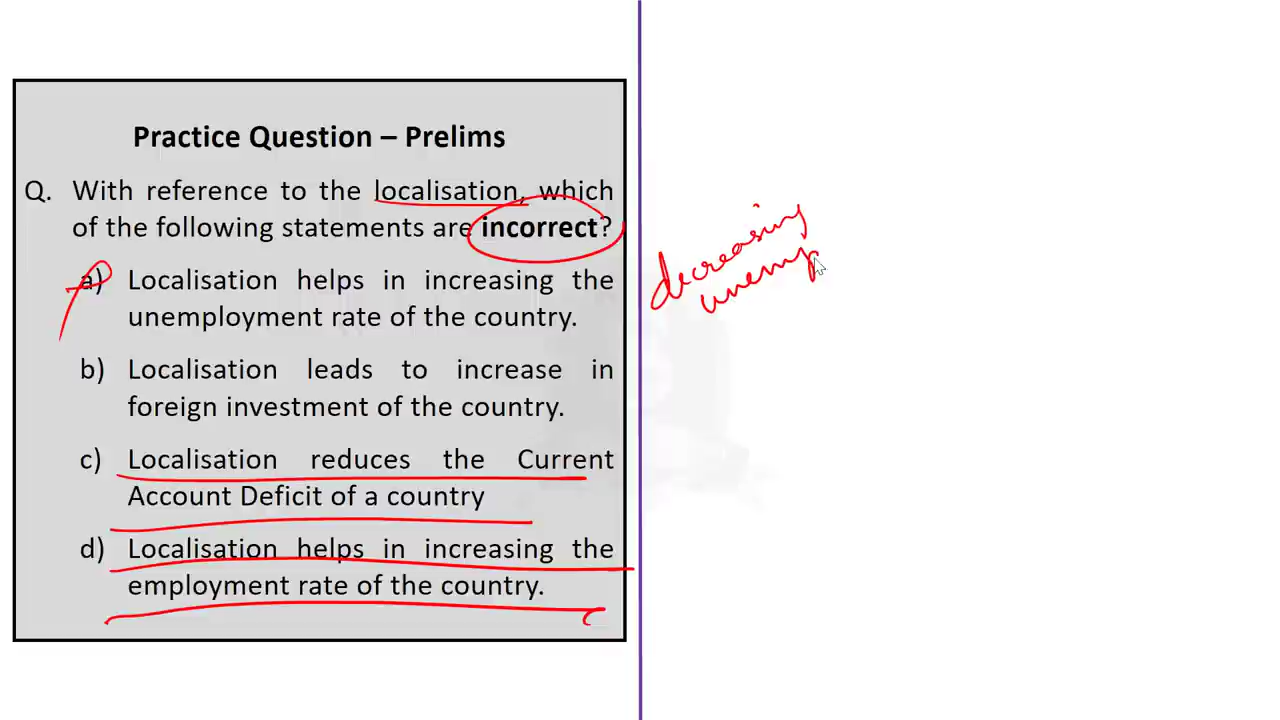 Practice Question – Prelims
Q. With reference to the localisation, which
of the following statements are incorrect?
a) Localisation helps in increasing the
unemployment rate of the country.
b) Localisation leads to increase in
foreign investment of the country.
c) Localisation reduces the Current
Account Deficit of a country
d) Localisation helps in increasing the
employment rate of the country.
decreasing
unemp